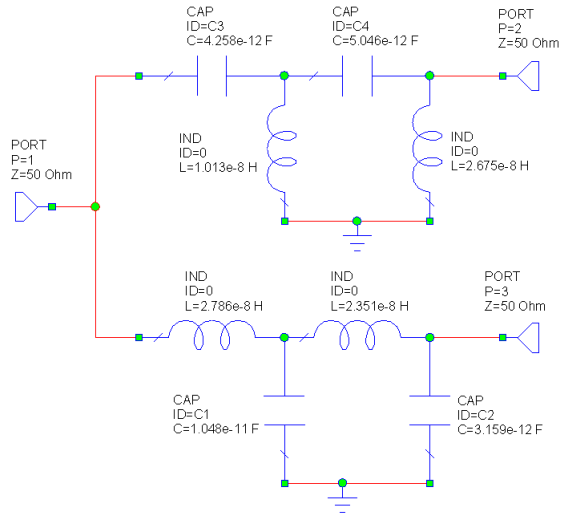 CAP
ID=C3
C=4.258e-12 F
CAP
ID=C4
C=5.046e-12 F
PORT
P=2
Z=50 Ohm
IND
ID=0
L=1.013e-8 H
IND
ID=0
L=2.675e-8 H
PORT
P=1
Z=50 Ohm
IND
ID=0
L=2.786e-8 H
IND
ID=0
L=2.351e-8 H
PORT
P=3
Z=50 Ohm
CAP
ID=C1
C=1.048e-11 F
CAP
ID=C2
C=3.159e-12 F